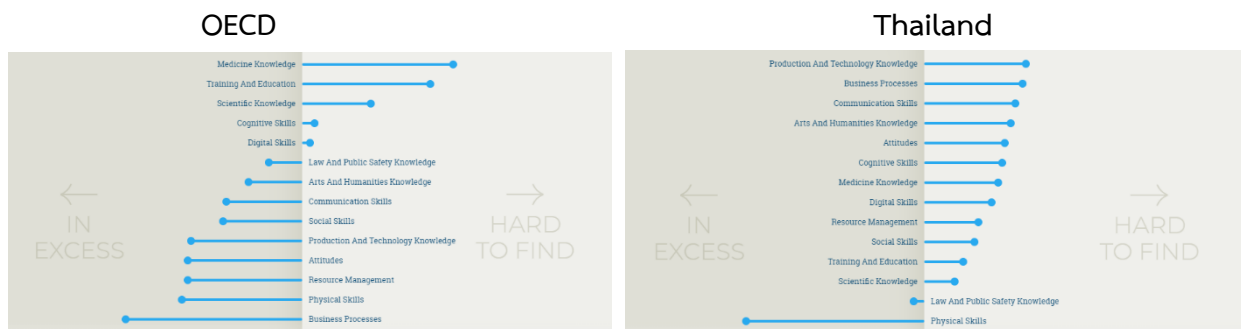 OECD
Medicine Knowledge
Training And Education
Scientific Knowledge
Cognitive Skills
Digital Skills
Law And Public Safety Knowledge
Arts And Humanities Knowledge
Communication Skills
Social Skills
Production And Technology Knowledge
Attitudes
Resource Management
Physical Skills
Business Processes
IN
EXCESS
HARD
TO FIND
Thailand
Production And Technology Knowledge
Business Processes
Communication Skills
Arts And Humanities Knowledge
Attitudes
Cognitive Skills
Medicine Knowledge
Digital Skills
Resource Management
Social Skills
Training And Education
Scientific Knowledge
Law And Public Safety Knowledge
Physical Skills
IN
EXCESS
HARD
TO FIND